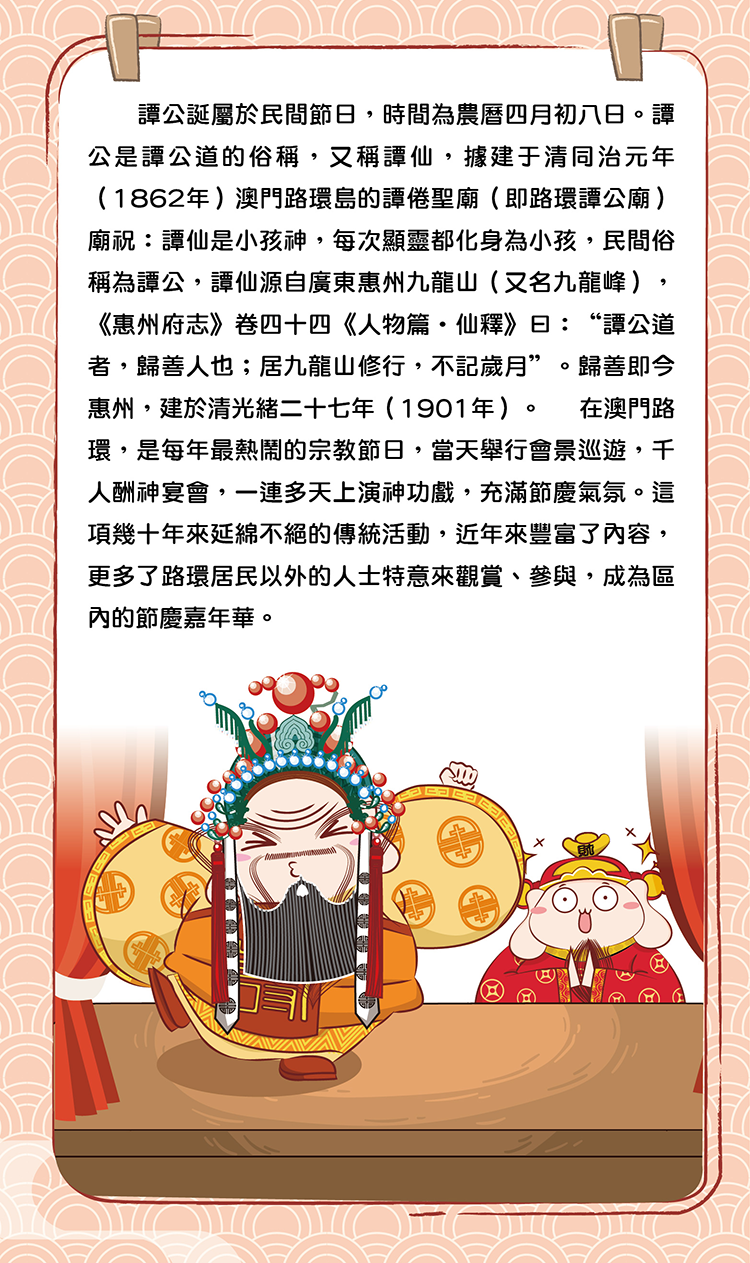 譚公誕屬於民間節日，時間為農曆四月初八日。譚
公是譚公道的俗稱，又稱譚仙，據建于清同治元年
（1862年）澳門路環島的譚倦聖廟（即路環譚公廟）
廟祝：譚仙是小孩神，每次顯靈都化身為小孩，民間俗
稱為譚公，譚仙源自廣東惠州九龍山（又名九龍峰），
《惠州府志》卷四十四《人物篇·仙釋》曰：“譚公道
者，歸善人也；居九龍山修行，不記歲月”。歸善即今
惠州，建於清光緒二十七年（1901年）。　在澳門路
環，是每年最熱鬧的宗教節日，當天舉行會景巡遊，千
人酬神宴會，一連多天上演神功戲，充滿節慶氣氛。這
項幾十年來延綿不絕的傳統活動，近年來豐富了內容，
更多了路環居民以外的人士特意來觀賞、參與，成為區
內的節慶嘉年華。
財